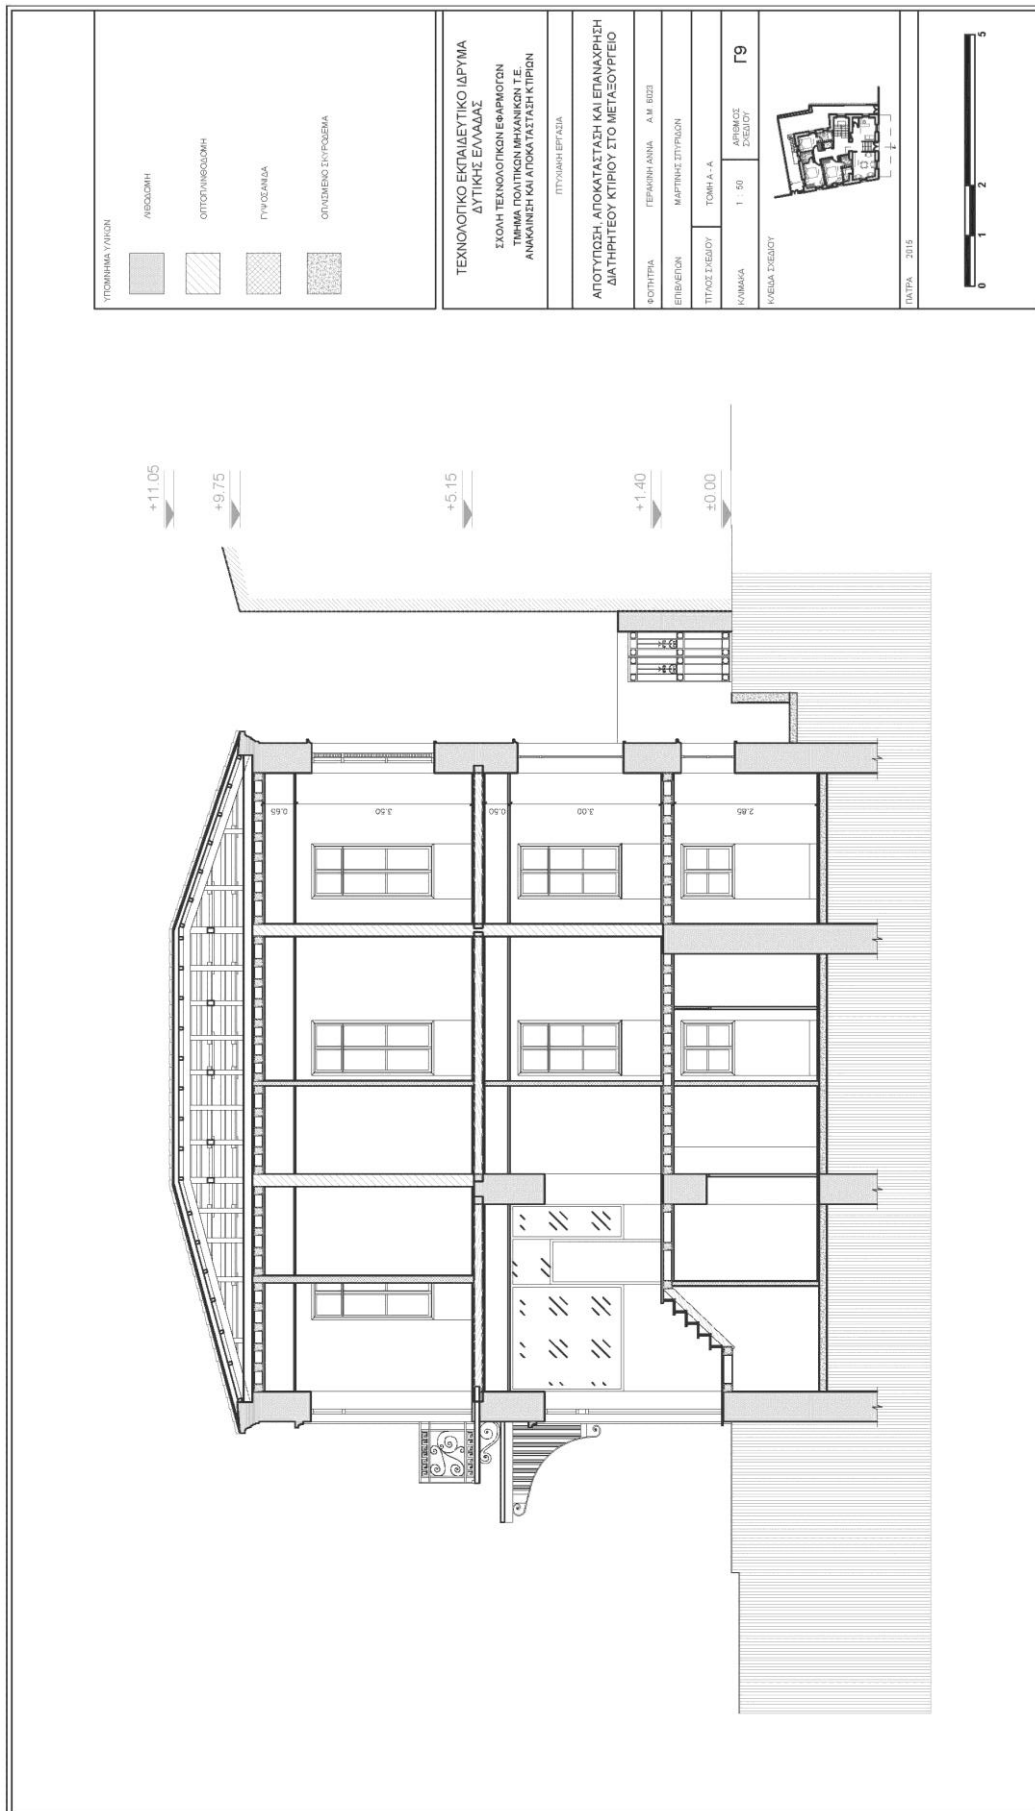 ΥΠΟΜΝΗΜΑ ΥΛΙΚΩΝ
ΛΙΘΟΔΟΜΗ
ΟΠΤΟΠΛΙΝΘΟΔΟΜΗ
ΓΥΨΟΣΑΝΙΔΑ
ΟΠΛΙΣΜΕΝΟ ΣΚΥΡΟΔΕΜΑ
ΤΕΧΝΟΛΟΓΙΚΟ ΕΚΠΑΙΔΕΥΤΙΚΟ ΙΔΡΥΜΑ
ΔΥΤΙΚΗΣ ΕΛΛΑΔΑΣ
ΣΧΟΛΗ ΤΕΧΝΟΛΟΓΙΚΩΝ ΕΦΑΡΜΟΓΩΝ
ΤΜΗΜΑ ΠΟΛΙΤΙΚΩΝ ΜΗΧΑΝΙΚΩΝ Τ.Ε.
ΑΝΑΚΑΙΝΙΣΗ ΚΑΙ ΑΠΟΚΑΤΑΣΤΑΣΗ ΚΤΙΡΙΩΝ
ΠΤΥΧΙΑΚΗ ΕΡΓΑΣΙΑ
ΑΠΟΤΥΠΩΣΗ, ΑΠΟΚΑΤΑΣΤΑΣΗ ΚΑΙ ΕΠΑΝΑΧΡΗΣΗ
ΔΙΑΤΗΡΗΤΕΟΥ ΚΤΙΡΙΟΥ ΣΤΟ ΜΕΤΑΞΟΥΡΓΕΙΟ
ΦΟΙΤΗΤΡΙΑ ΓΕΡΑΚΙΝΗ ΑΝΝΑ Α.Μ. 6023
ΕΠΙΒΛΕΠΩΝ ΜΑΡΤΙΝΗΣ ΣΠΥΡΙΔΩΝ
ΤΙΤΛΟΣ ΣΧΕΔΙΟΥ ΤΟΜΗ Α - Α
ΚΛΙΜΑΚΑ 1 : 50 ΑΡΙΘΜΟΣ
ΣΧΕΔΙΟΥ Γ9
ΚΛΕΙΔΑ ΣΧΕΔΙΟΥ
ΠΑΤΡΑ 2015
0 1 2 5
+11.05
+9.75
+5.15
+1.40
±0.00
0.65
3.50
0.50
3.00
2.85